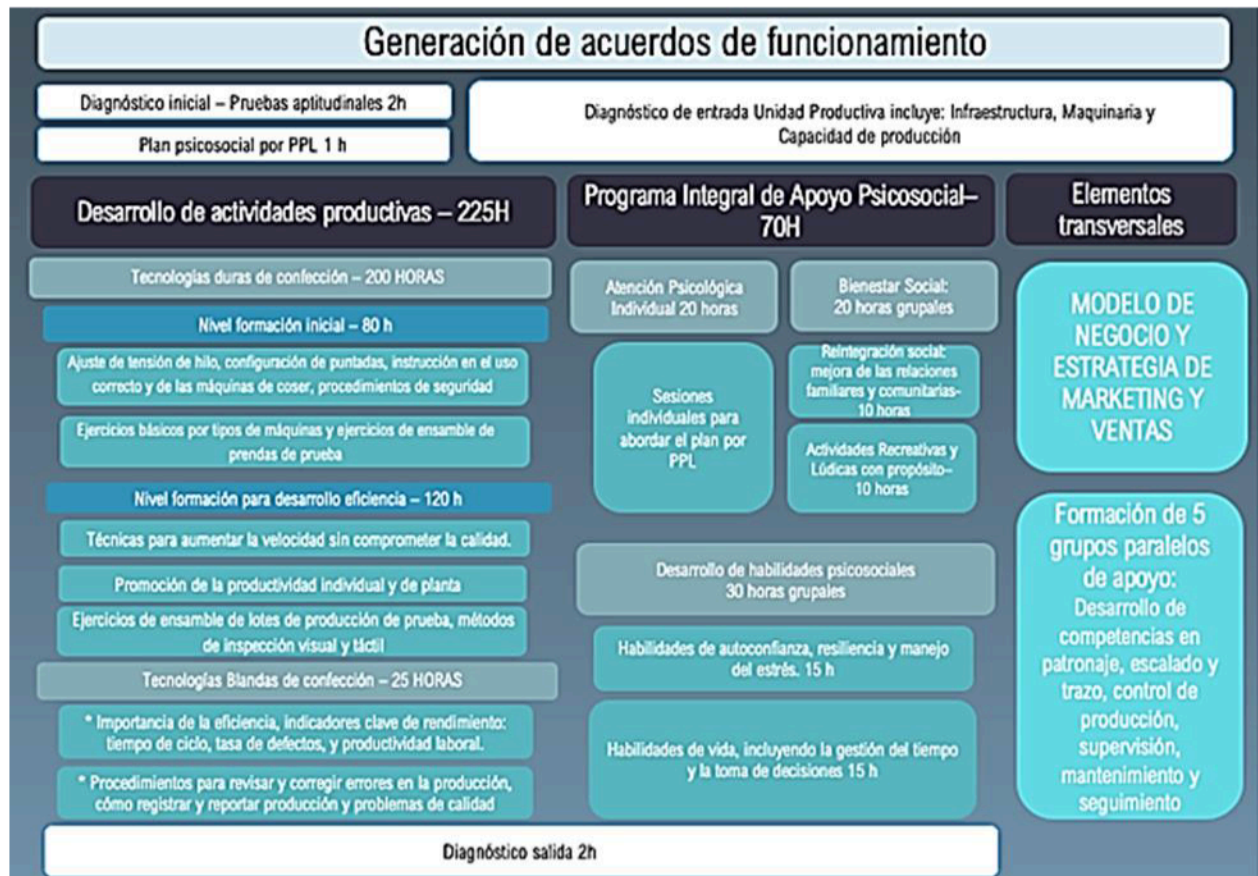 Generación de acuerdos de funcionamiento
Diagnóstico inicial – Pruebas aptitudinales 2h
Plan psicosocial por PPL 1 h
Diagnóstico de entrada Unidad Productiva incluye: Infraestructura, Maquinaria y
Capacidad de producción
Desarrollo de actividades productivas – 225H
Tecnologías duras de confección – 200 HORAS
Nivel formación inicial – 80 h
Ajuste de tensión de hilo, configuración de puntadas, instrucción en el uso
correcto y de las máquinas de coser, procedimientos de seguridad
Ejercicios básicos por tipos de máquinas y ejercicios de ensamble de
prendas de prueba
Nivel formación para desarrollo eficiencia – 120 h
Técnicas para aumentar la velocidad sin comprometer la calidad.
Promoción de la productividad individual y de planta
Ejercicios de ensamble de lotes de producción de prueba, métodos
de inspección visual y táctil
Tecnologías Blandas de confección – 25 HORAS
* Importancia de la eficiencia, indicadores clave de rendimiento:
tiempo de ciclo, tasa de defectos, y productividad laboral.
* Procedimientos para revisar y corregir errores en la producción,
cómo registrar y reportar producción y problemas de calidad
Programa Integral de Apoyo Psicosocial–
70H
Atención Psicológica
Individual 20 horas
Sesiones
individuales para
abordar el plan por
PPL
Bienestar Social:
20 horas grupales
Reintegración social:
mejora de las relaciones
familiares y comunitarias-
10 horas
Actividades Recreativas y
Lúdicas con propósito–
10 horas
Desarrollo de habilidades psicosociales
30 horas grupales
Habilidades de autoconfianza, resiliencia y manejo
del estrés. 15 h
Habilidades de vida, incluyendo la gestión del tiempo
y la toma de decisiones 15 h
Elementos
transversales
MODELO DE
NEGOCIO Y
ESTRATEGIA DE
MARKETING Y
VENTAS
Formación de 5
grupos paralelos
de apoyo:
Desarrollo de
competencias en
patronaje, escalado y
trazo, control de
producción,
supervisión,
mantenimiento y
seguimiento
Diagnóstico salida 2h